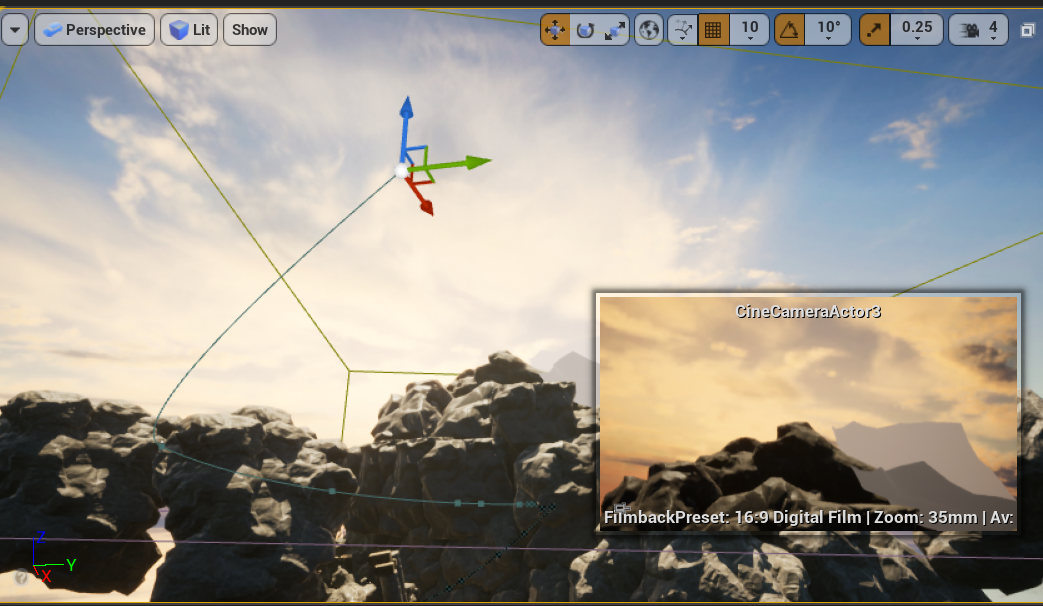 Perspective Lit Show 10 10° 0.25 4
CineCameraActor3
FilmbackPreset: 16:9 Digital Film | Zoom: 35mm | Av:
Z
Y
X
?